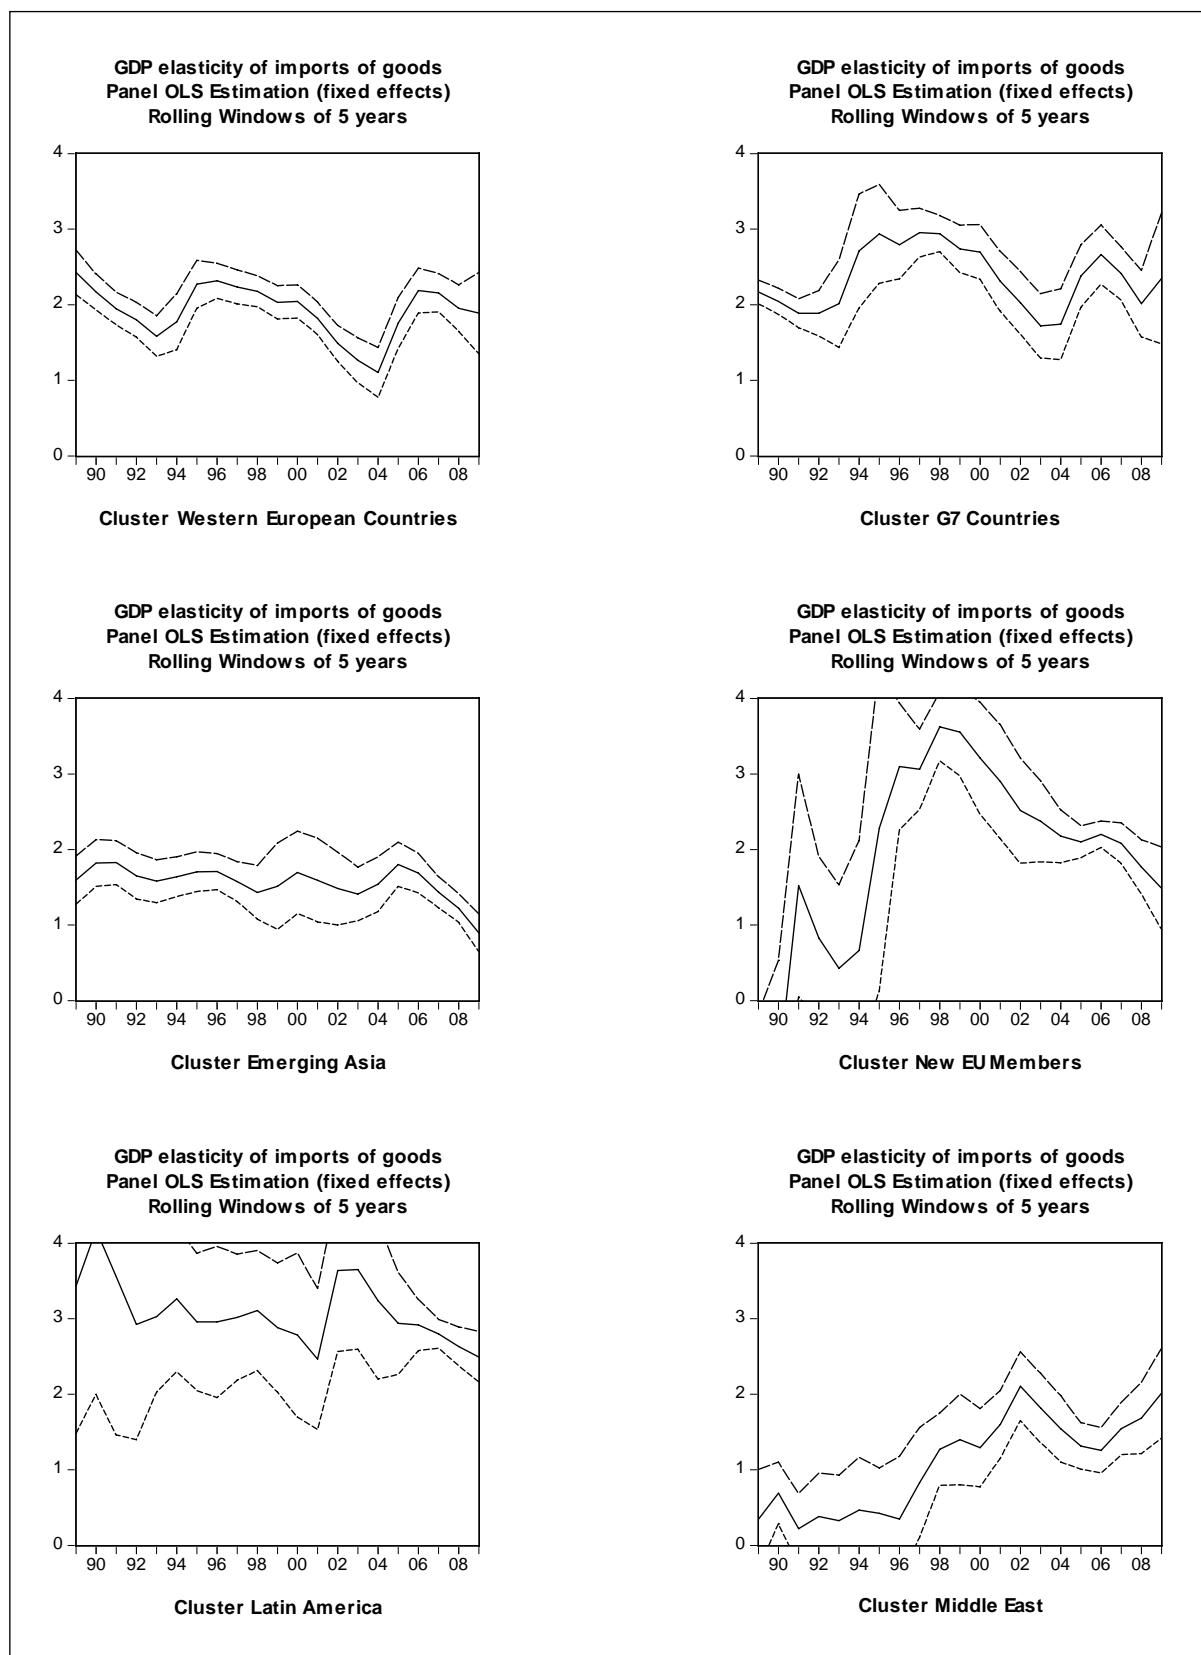 GDP elasticity of imports of goods
Panel OLS Estimation (fixed effects)
Rolling Windows of 5 years
4
3
2
1
0
90 92 94 96 98 00 02 04 06 08
Cluster Western European Countries
GDP elasticity of imports of goods
Panel OLS Estimation (fixed effects)
Rolling Windows of 5 years
4
3
2
1
0
90 92 94 96 98 00 02 04 06 08
Cluster G7 Countries
GDP elasticity of imports of goods
Panel OLS Estimation (fixed effects)
Rolling Windows of 5 years
4
3
2
1
0
90 92 94 96 98 00 02 04 06 08
Cluster Emerging Asia
GDP elasticity of imports of goods
Panel OLS Estimation (fixed effects)
Rolling Windows of 5 years
4
3
2
1
0
90 92 94 96 98 00 02 04 06 08
Cluster New EU Members
GDP elasticity of imports of goods
Panel OLS Estimation (fixed effects)
Rolling Windows of 5 years
4
3
2
1
0
90 92 94 96 98 00 02 04 06 08
Cluster Latin America
GDP elasticity of imports of goods
Panel OLS Estimation (fixed effects)
Rolling Windows of 5 years
4
3
2
1
0
90 92 94 96 98 00 02 04 06 08
Cluster Middle East